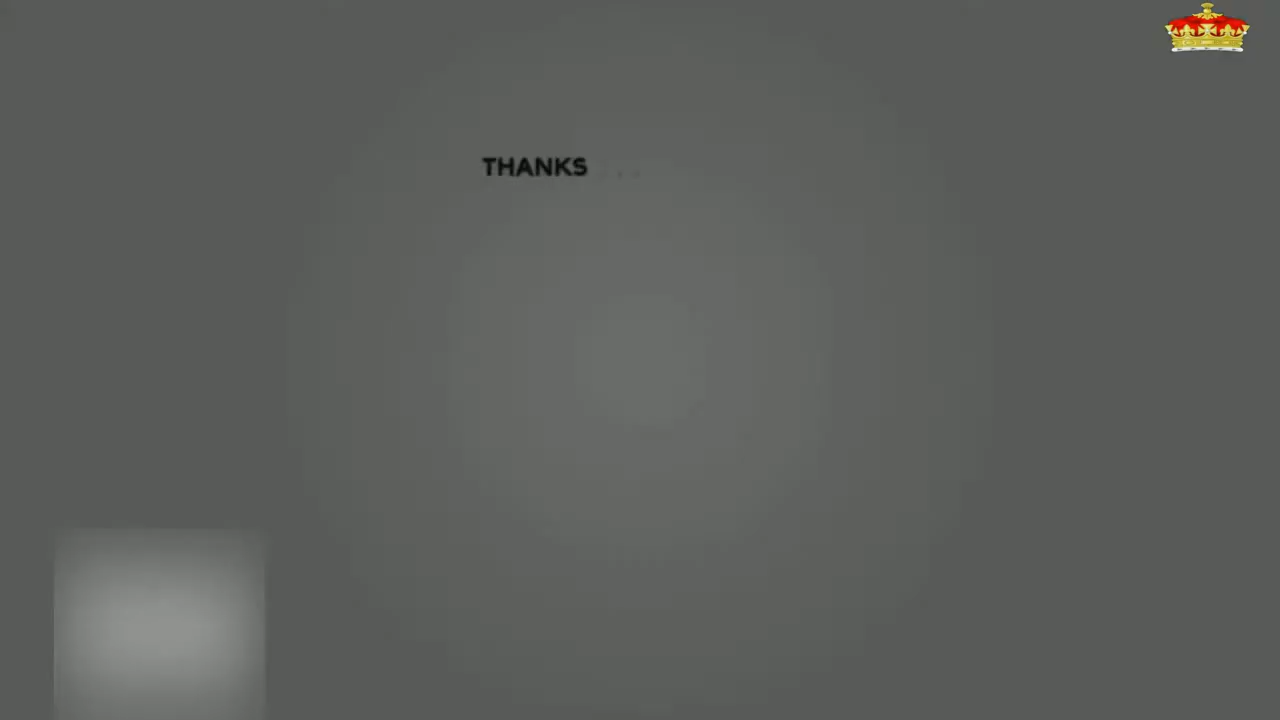 THANKS . . .